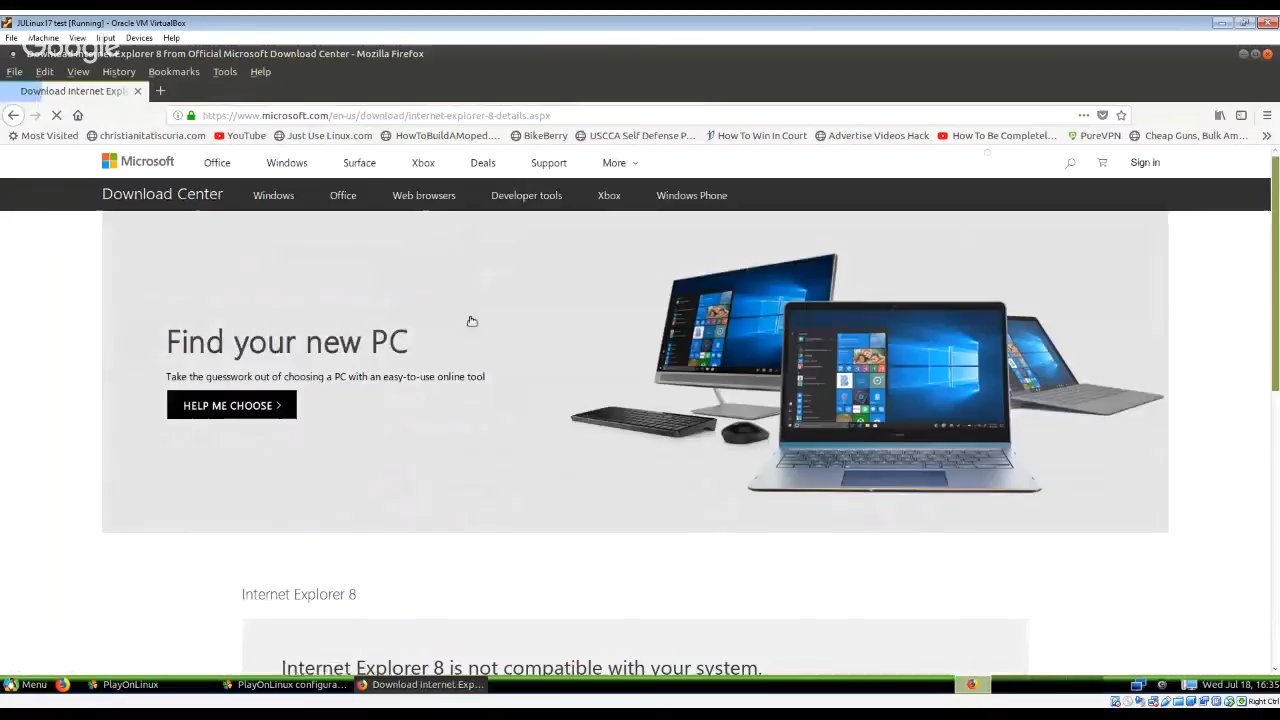 JULinux17 test [Running] - Oracle VM VirtualBox
File Machine View Input Devices Help
Google
Download Internet Explorer 8 from Official Microsoft Download Center - Mozilla Firefox
File Edit View History Bookmarks Tools Help
Download Internet Expl
https://www.microsoft.com/en-us/download/internet-explorer-8-details.aspx
Most Visited christianitatiscuria.com YouTube Just Use Linux.com HowToBuildAMoped.... BikeBerry USCCA Self Defense P... How To Win In Court Advertise Videos Hack How To Be Completel... PureVPN Cheap Guns, Bulk Am...
Microsoft Office Windows Surface Xbox Deals Support More Sign in
Download Center Windows Office Web browsers Developer tools Xbox Windows Phone
Find your new PC
Take the guesswork out of choosing a PC with an easy-to-use online tool
HELP ME CHOOSE >
Internet Explorer 8
Internet Explorer 8 is not compatible with your system.
Menu PlayOnLinux PlayOnLinux configura... Download Internet Exp... Wed Jul 18, 16:35
Right Ctrl